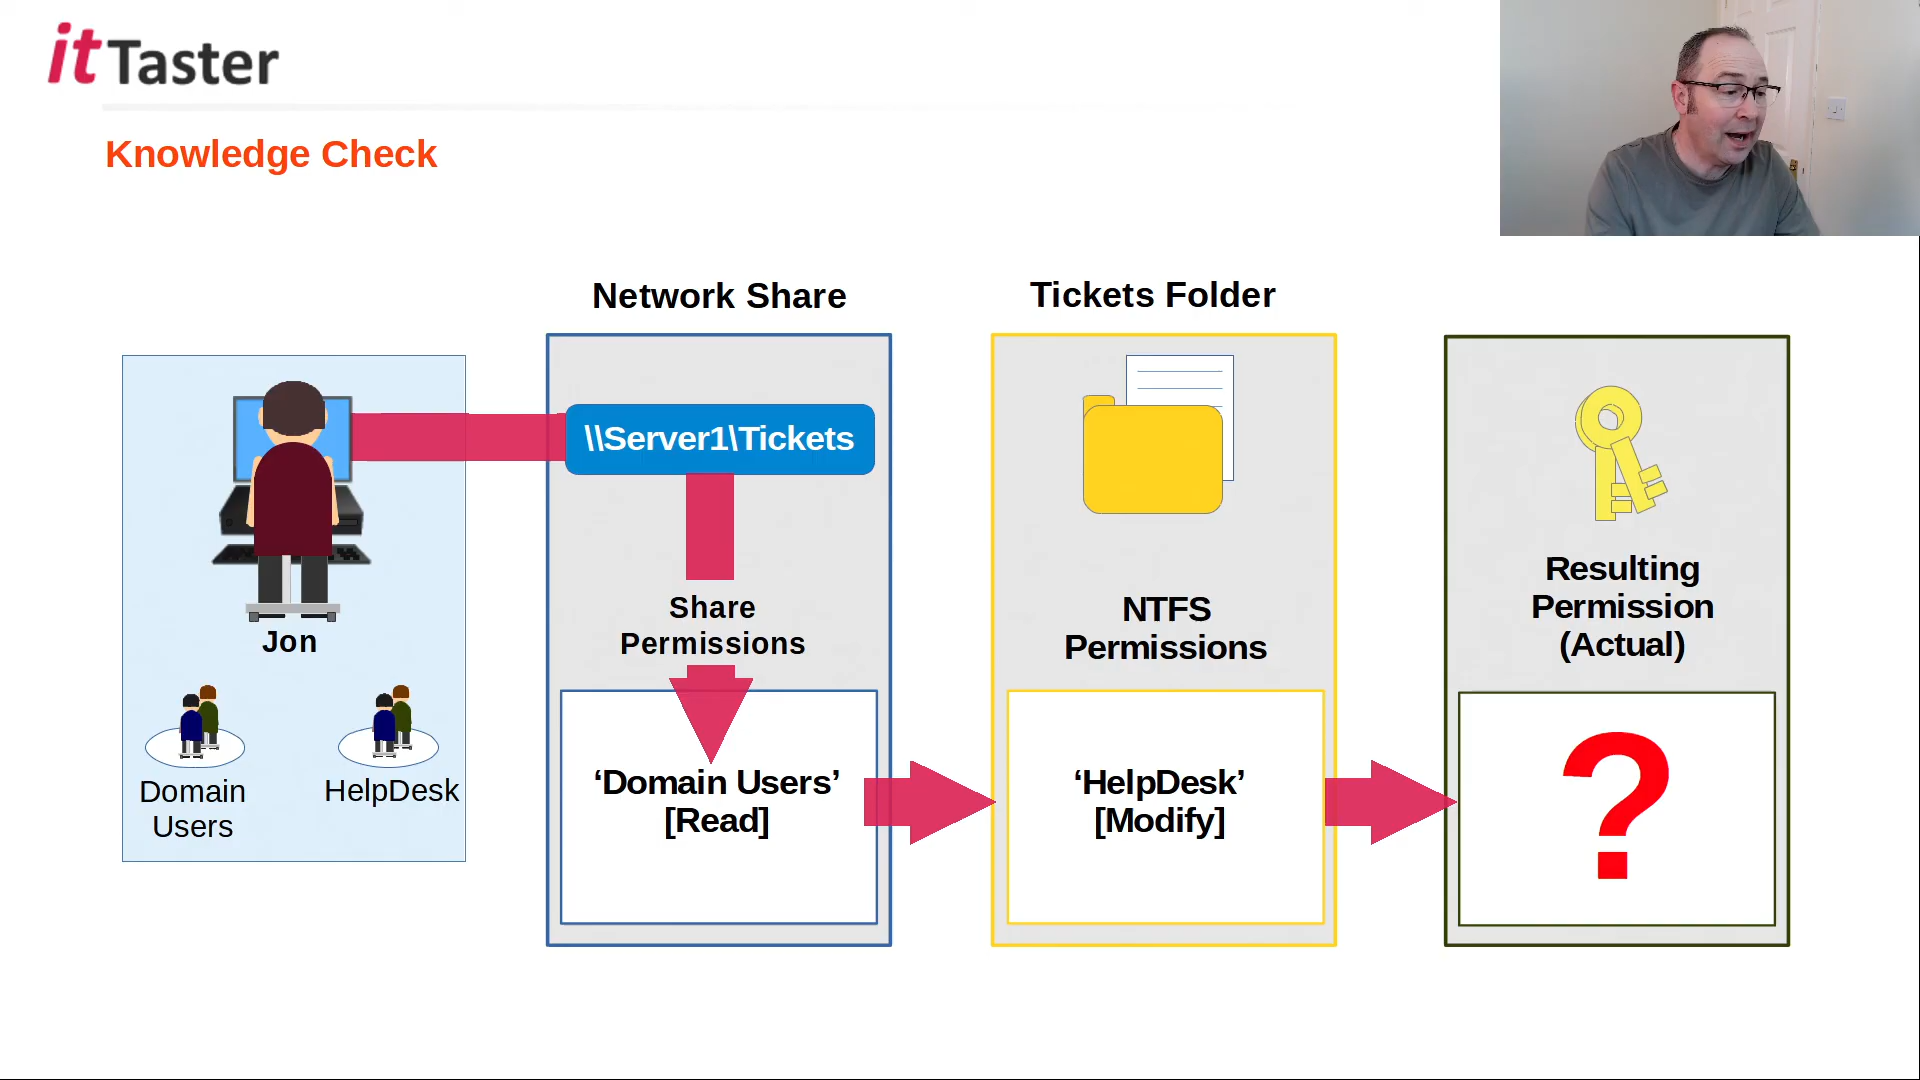 itTaster
Knowledge Check
Network Share
Tickets Folder
\\Server1\Tickets
Share
Permissions
NTFS
Permissions
Resulting
Permission
(Actual)
Jon
Domain
Users
HelpDesk
‘Domain Users’
[Read]
‘HelpDesk’
[Modify]
?